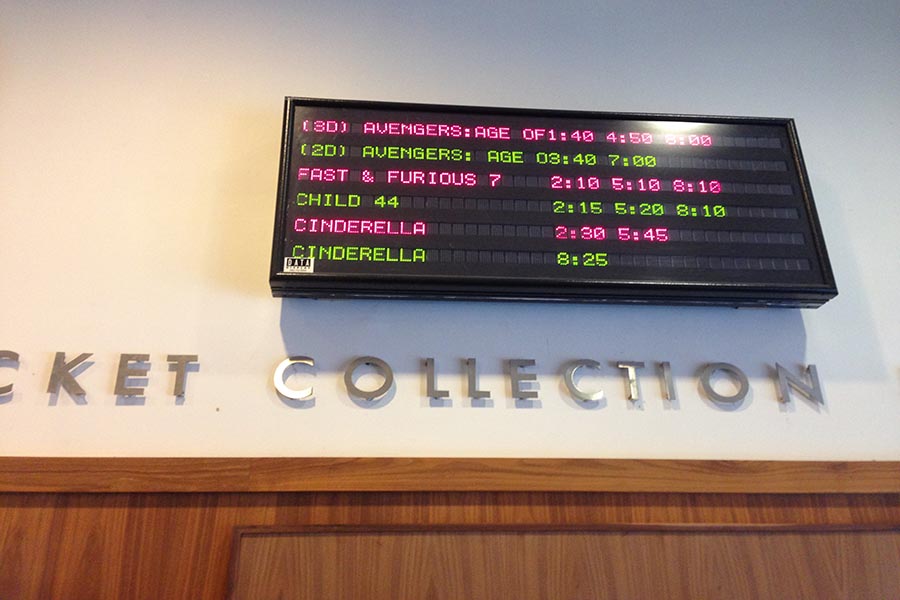 (3D) AVENGERS:AGE OF1:40 4:50 8:00
(2D) AVENGERS: AGE O3:40 7:00
FAST & FURIOUS 7 2:10 5:10 8:10
CHILD 44 2:15 5:20 8:10
CINDERELLA 2:30 5:45
CINDERELLA 8:25
DATA
CKET COLLECTION